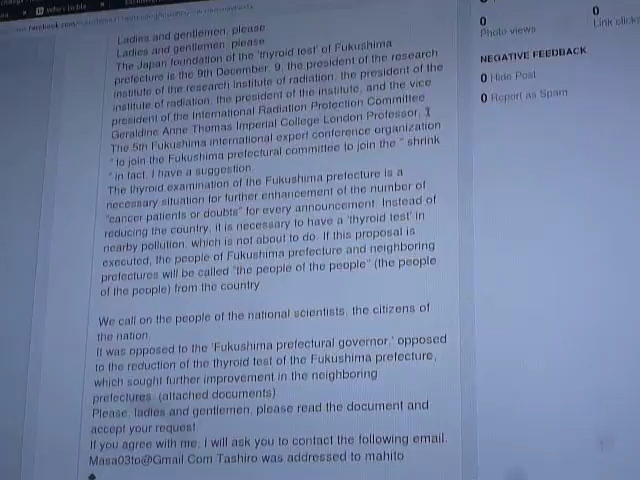 Who's to bla
facebook.com
Ladies and gentlemen, please
Ladies and gentlemen, please.
The Japan foundation of the 'thyroid test' of Fukushima
prefecture is the 9th December, 9, the president of the research
institute of the research institute of radiation, the president of the
institute of radiation, the president of the institute, and the vice
president of the International Radiation Protection Committee
Geraldine Anne Thomas Imperial College London Professor,
The 5th Fukushima international expert conference organization
" to join the Fukushima prefectural committee to join the " shrink
" in fact. I have a suggestion.
The thyroid examination of the Fukushima prefecture is a
necessary situation for further enhancement of the number of
"cancer patients or doubts" for every announcement. Instead of
reducing the country, it is necessary to have a 'thyroid test' in
nearby pollution, which is not about to do. If this proposal is
executed, the people of Fukushima prefecture and neighboring
prefectures will be called "the people of the people" (the people
of the people) from the country
We call on the people of the national scientists, the citizens of
the nation.
It was opposed to the 'Fukushima prefectural governor,' opposed
to the reduction of the thyroid test of the Fukushima prefecture,
which sought further improvement in the neighboring
prefectures. (attached documents)
Please, ladies and gentlemen, please read the document and
accept your request.
If you agree with me, I will ask you to contact the following email.
Masa03to@Gmail Com Tashiro was addressed to mahito
0
Photo views
0
Link clicks
NEGATIVE FEEDBACK
0 Hide Post
0 Report as Spam